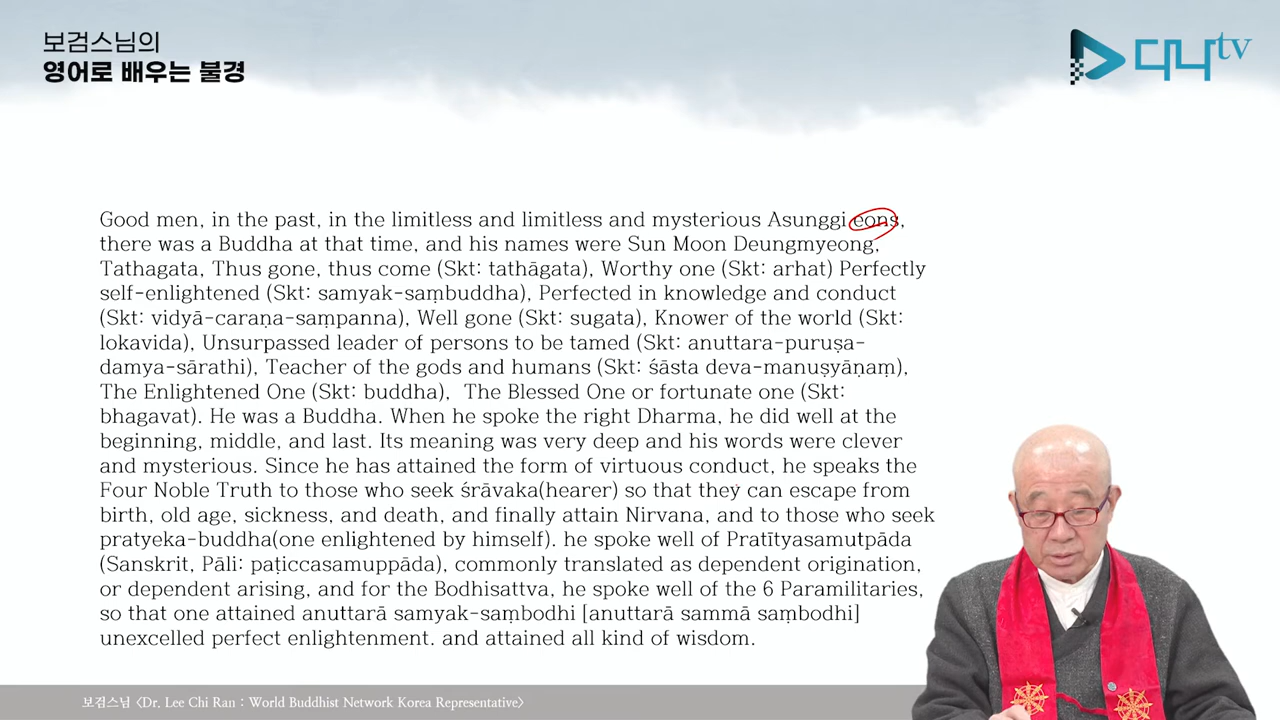 보검스님의
영어로 배우는 불경
디나tv
Good men, in the past, in the limitless and limitless and mysterious Asunggi eons,
there was a Buddha at that time, and his names were Sun Moon Deungmyeong,
Tathagata, Thus gone, thus come (Skt: tathāgata), Worthy one (Skt: arhat) Perfectly
self-enlightened (Skt: samyak-saṃbuddha), Perfected in knowledge and conduct
(Skt: vidyā-caraṇa-saṃpanna), Well gone (Skt: sugata), Knower of the world (Skt:
lokavida), Unsurpassed leader of persons to be tamed (Skt: anuttara-puruṣa-
damya-sārathi), Teacher of the gods and humans (Skt: śāsta deva-manuṣyāṇaṃ),
The Enlightened One (Skt: buddha),  The Blessed One or fortunate one (Skt:
bhagavat). He was a Buddha. When he spoke the right Dharma, he did well at the
beginning, middle, and last. Its meaning was very deep and his words were clever
and mysterious. Since he has attained the form of virtuous conduct, he speaks the
Four Noble Truth to those who seek śrāvaka(hearer) so that they can escape from
birth, old age, sickness, and death, and finally attain Nirvana, and to those who seek
pratyeka-buddha(one enlightened by himself). he spoke well of Pratītyasamutpāda
(Sanskrit, Pāli: paṭiccasamuppāda), commonly translated as dependent origination,
or dependent arising, and for the Bodhisattva, he spoke well of the 6 Paramilitaries,
so that one attained anuttarā samyak-saṃbodhi [anuttarā sammā saṃbodhi]
unexcelled perfect enlightenment. and attained all kind of wisdom.
보검스님 〈Dr. Lee Chi Ran : World Buddhist Network Korea Representative〉